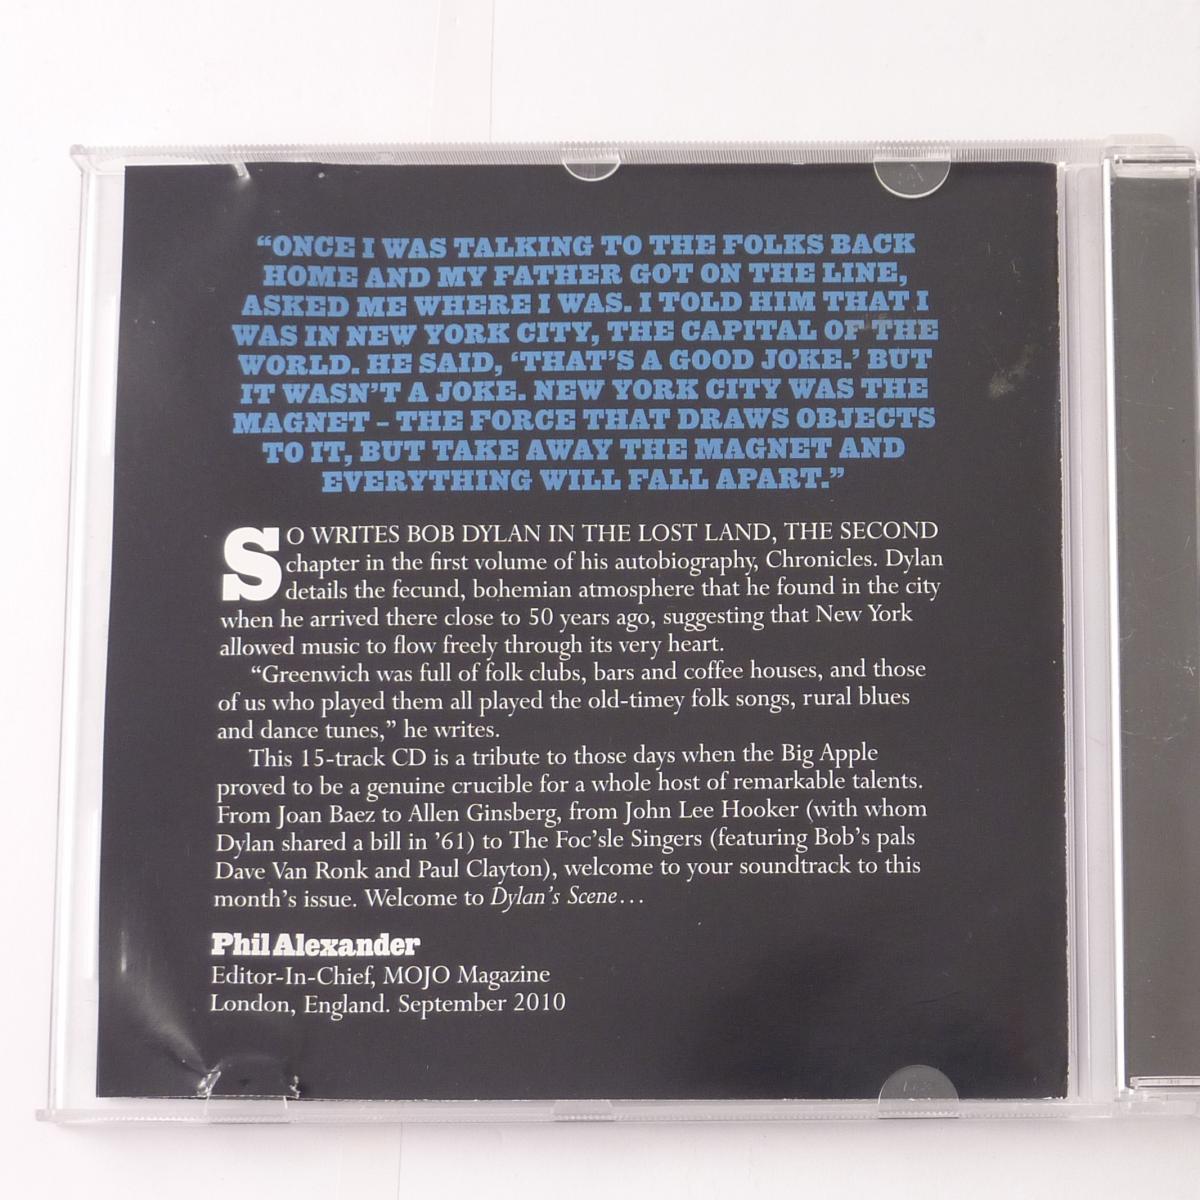 “ONCE I WAS TALKING TO THE FOLKS BACK
HOME AND MY FATHER GOT ON THE LINE,
ASKED ME WHERE I WAS. I TOLD HIM THAT I
WAS IN NEW YORK CITY, THE CAPITAL OF THE
WORLD. HE SAID, ‘THAT’S A GOOD JOKE.’ BUT
IT WASN’T A JOKE. NEW YORK CITY WAS THE
MAGNET – THE FORCE THAT DRAWS OBJECTS
TO IT, BUT TAKE AWAY THE MAGNET AND
EVERYTHING WILL FALL APART.”
SO WRITES BOB DYLAN IN THE LOST LAND, THE SECOND
chapter in the first volume of his autobiography, Chronicles. Dylan
details the fecund, bohemian atmosphere that he found in the city
when he arrived there close to 50 years ago, suggesting that New York
allowed music to flow freely through its very heart.
“Greenwich was full of folk clubs, bars and coffee houses, and those
of us who played them all played the old-timey folk songs, rural blues
and dance tunes,” he writes.
This 15-track CD is a tribute to those days when the Big Apple
proved to be a genuine crucible for a whole host of remarkable talents.
From Joan Baez to Allen Ginsberg, from John Lee Hooker (with whom
Dylan shared a bill in ’61) to The Foc’sle Singers (featuring Bob’s pals
Dave Van Ronk and Paul Clayton), welcome to your soundtrack to this
month’s issue. Welcome to Dylan’s Scene…
Phil Alexander
Editor-In-Chief, MOJO Magazine
London, England. September 2010